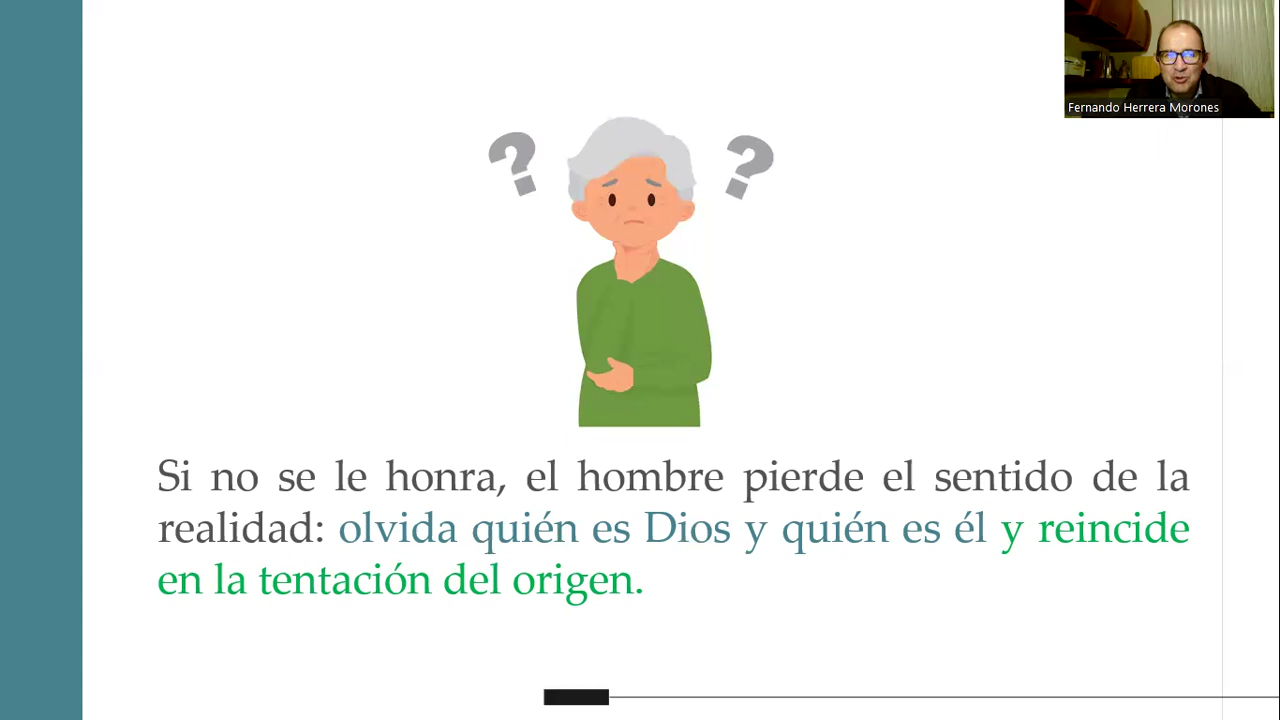 Fernando Herrera Morones
? ?
Si no se le honra, el hombre pierde el sentido de la
realidad: olvida quién es Dios y quién es él y reincide
en la tentación del origen.